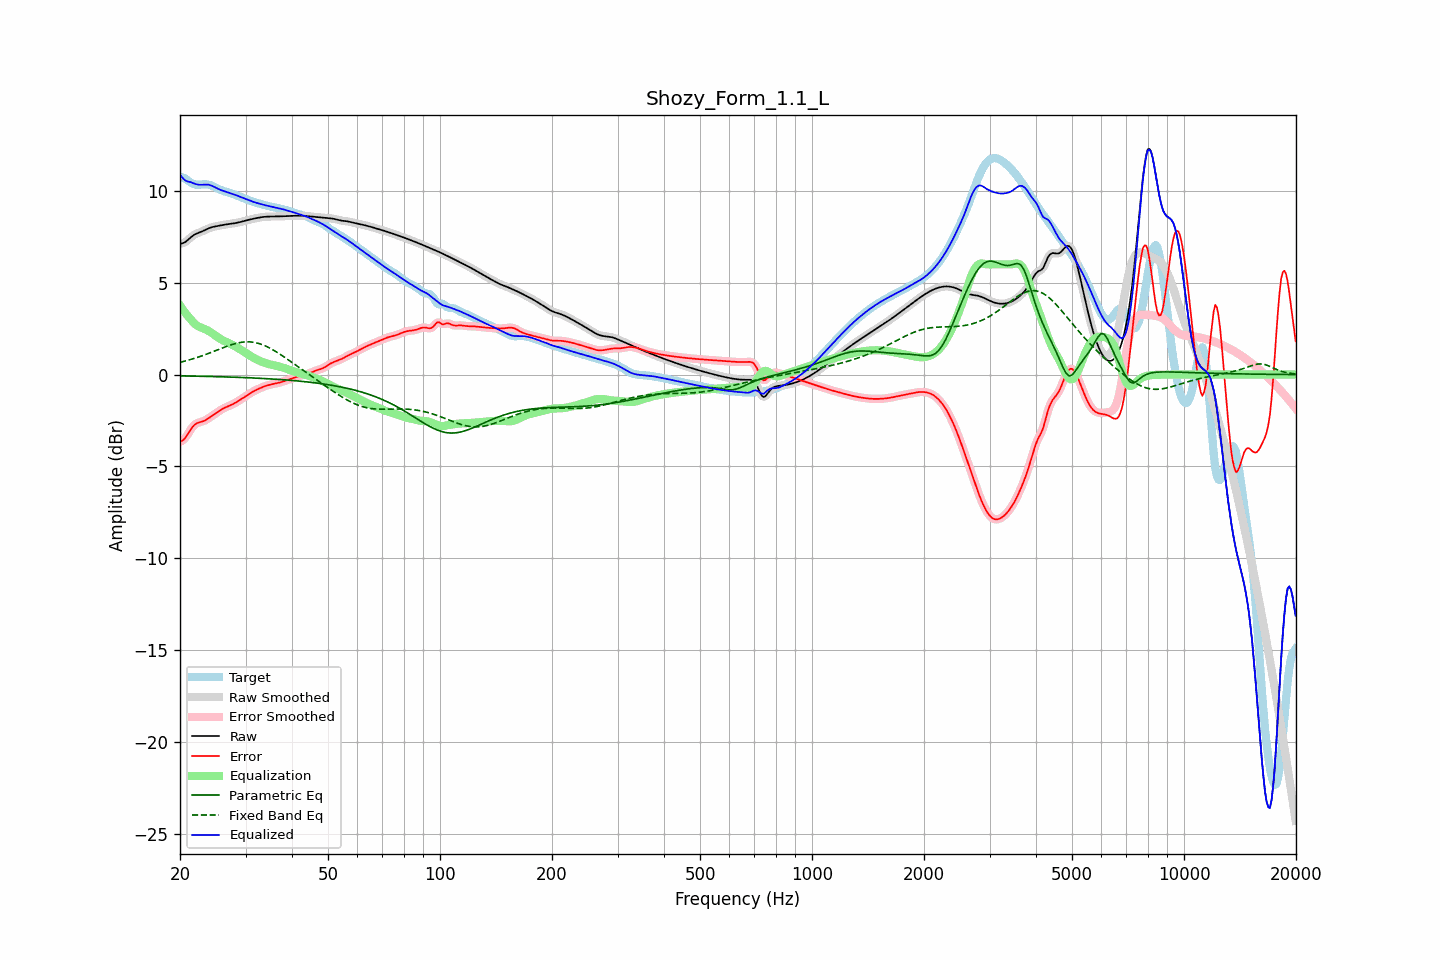 Shozy_Form_1.1_L
Amplitude (dBr)
10
5
0
−5
−10
−15
−20
−25
Target
Raw Smoothed
Error Smoothed
Raw
Error
Equalization
Parametric Eq
Fixed Band Eq
Equalized
20 50 100 200 500 1000 2000 5000 10000 20000
Frequency (Hz)